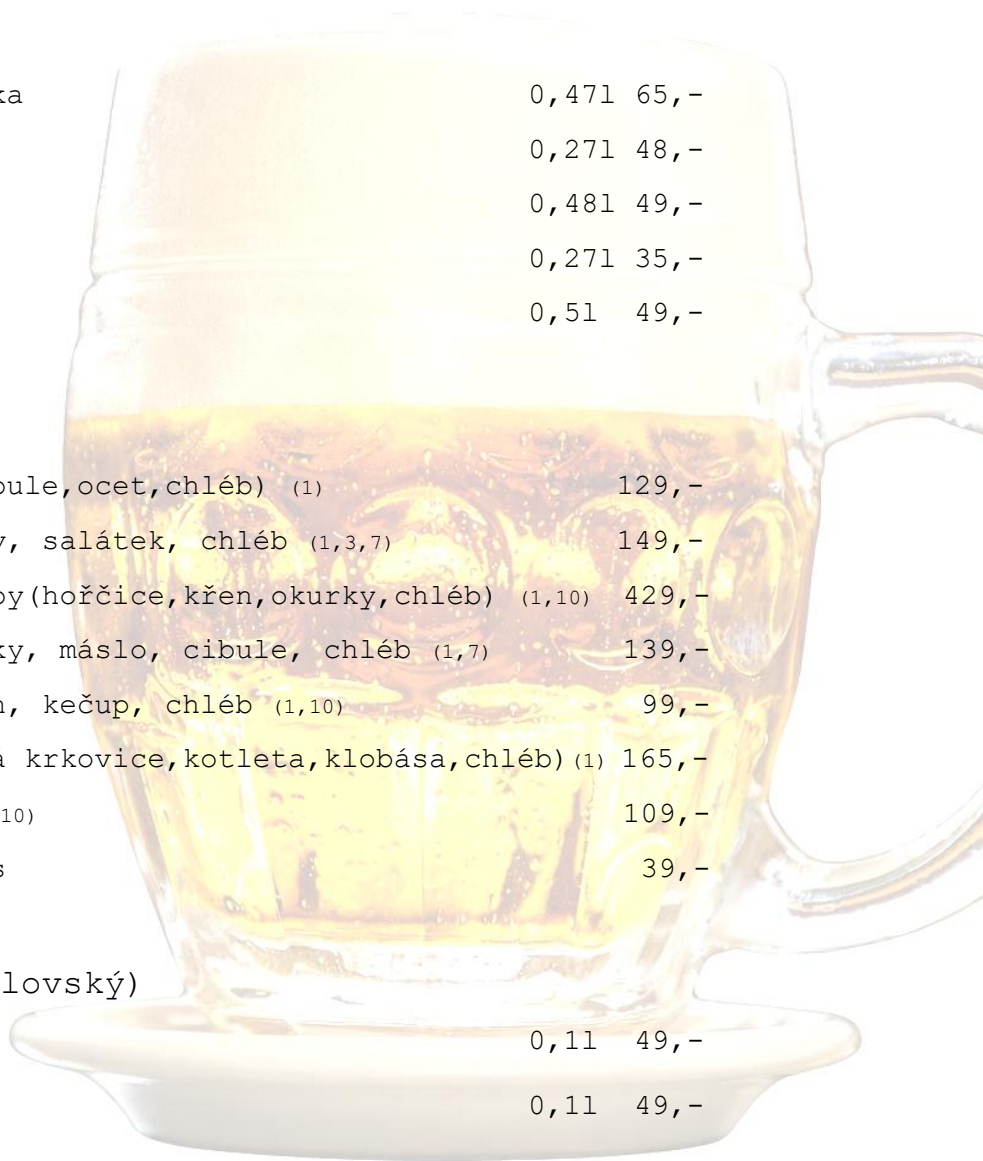 ka 0,47l 65,-
0,27l 48,-
0,48l 49,-
0,27l 35,-
0,5l 49,-
bule,ocet,chléb) (1) 129,-
y, salátek, chléb (1,3,7) 149,-
by(hořčice,křen,okurky,chléb) (1,10) 429,-
ky, máslo, cibule, chléb (1,7) 139,-
n, kečup, chléb (1,10) 99,-
á krkovice,kotleta,klobása,chléb)(1) 165,-
10) 109,-
s 39,-
lovský)
0,1l 49,-
0,1l 49,-